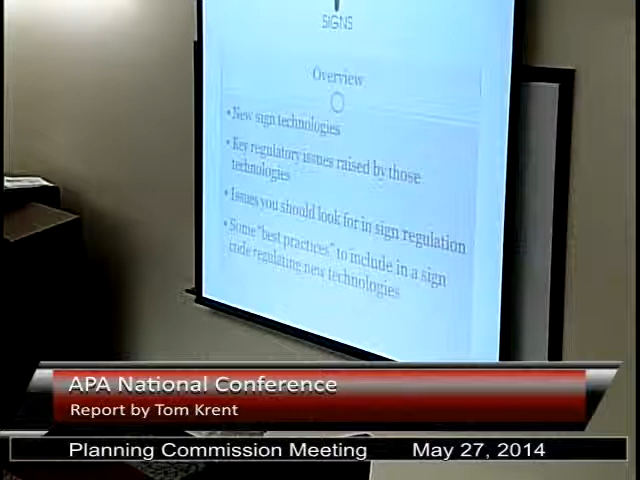 SIGNS
Overview
• New sign technologies
• Key regulatory issues raised by those
technologies
• Issues you should look for in sign regulation
• Some "best practices" to include in a sign
code regulating new technologies
APA National Conference
Report by Tom Krent
Planning Commission Meeting May 27, 2014